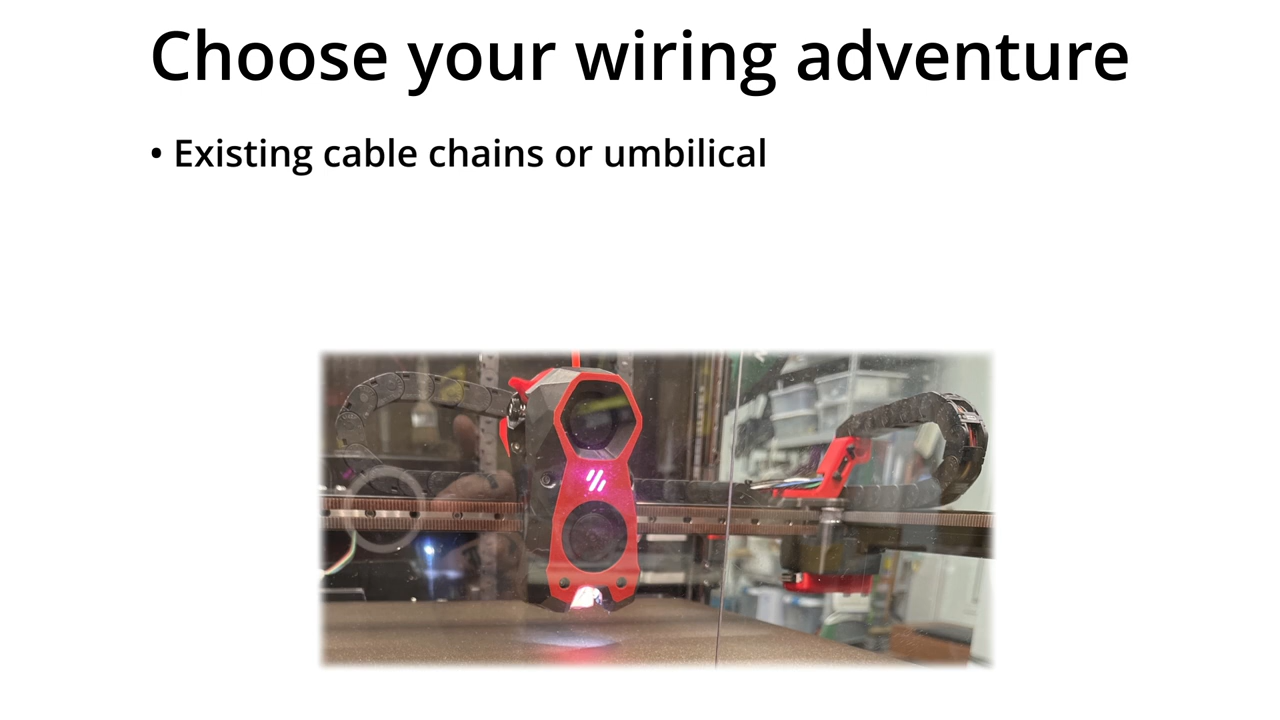 Choose your wiring adventure
• Existing cable chains or umbilical